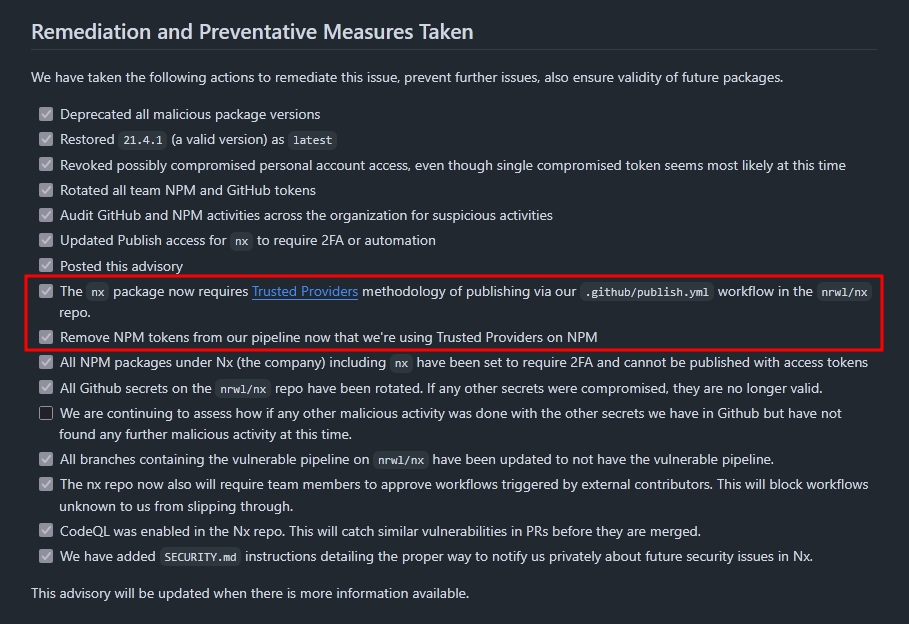 Remediation and Preventative Measures Taken
We have taken the following actions to remediate this issue, prevent further issues, also ensure validity of future packages.
Deprecated all malicious package versions
Restored 21.4.1 (a valid version) as latest
Revoked possibly compromised personal account access, even though single compromised token seems most likely at this time
Rotated all team NPM and GitHub tokens
Audit GitHub and NPM activities across the organization for suspicious activities
Updated Publish access for nx to require 2FA or automation
Posted this advisory
The nx package now requires Trusted Providers methodology of publishing via our .github/publish.yml workflow in the nrwl/nx
repo.
Remove NPM tokens from our pipeline now that we're using Trusted Providers on NPM
All NPM packages under Nx (the company) including nx have been set to require 2FA and cannot be published with access tokens
All Github secrets on the nrwl/nx repo have been rotated. If any other secrets were compromised, they are no longer valid.
We are continuing to assess how if any other malicious activity was done with the other secrets we have in Github but have not
found any further malicious activity at this time.
All branches containing the vulnerable pipeline on nrwl/nx have been updated to not have the vulnerable pipeline.
The nx repo now also will require team members to approve workflows triggered by external contributors. This will block workflows
unknown to us from slipping through.
CodeQL was enabled in the Nx repo. This will catch similar vulnerabilities in PRs before they are merged.
We have added SECURITY.md instructions detailing the proper way to notify us privately about future security issues in Nx.
This advisory will be updated when there is more information available.